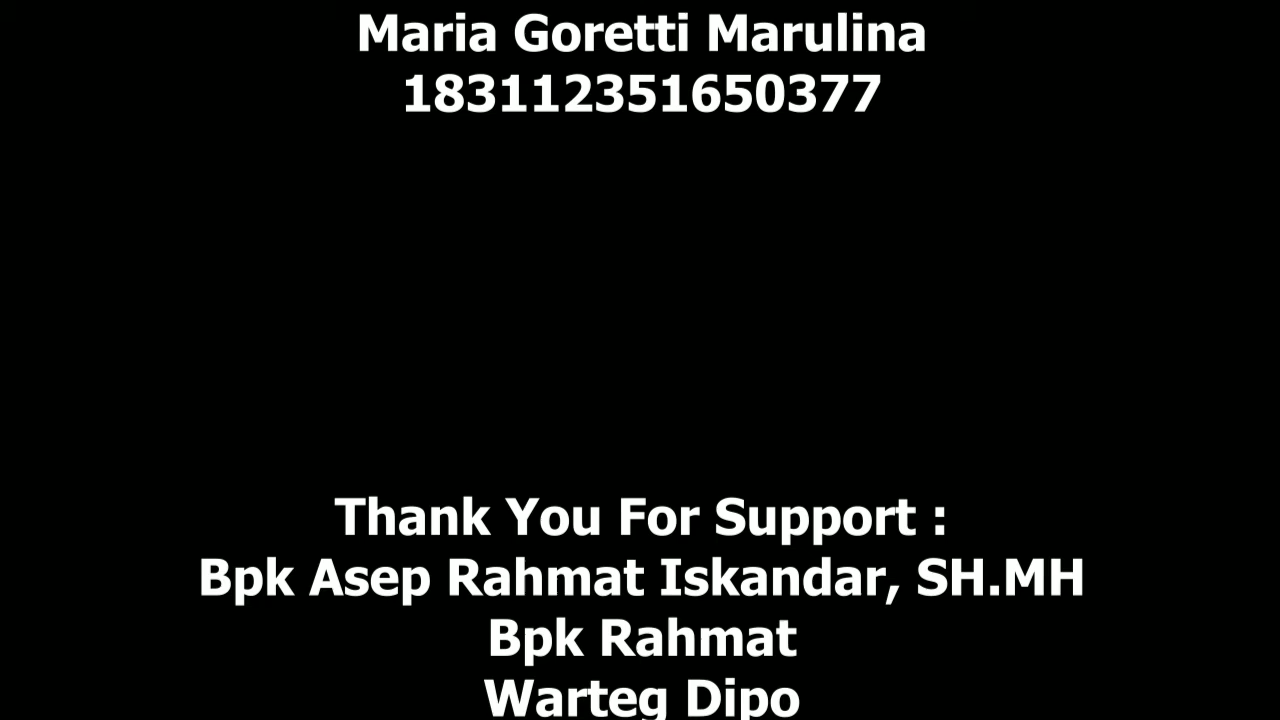 Maria Goretti Marulina
183112351650377
Thank You For Support :
Bpk Asep Rahmat Iskandar, SH.MH
Bpk Rahmat
Warteg Dipo